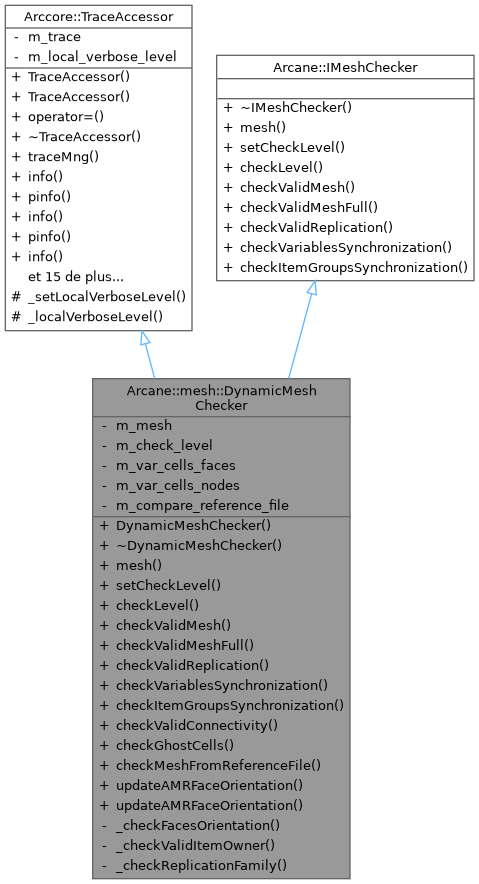 Arccore::TraceAccessor
- m_trace
- m_local_verbose_level
+ TraceAccessor()
+ TraceAccessor()
+ operator=()
+ ~TraceAccessor()
+ traceMng()
+ info()
+ pinfo()
+ info()
+ pinfo()
+ info()
et 15 de plus...
# _setLocalVerboseLevel()
# _localVerboseLevel()
Arcane::IMeshChecker
+ ~IMeshChecker()
+ mesh()
+ setCheckLevel()
+ checkLevel()
+ checkValidMesh()
+ checkValidMeshFull()
+ checkValidReplication()
+ checkVariablesSynchronization()
+ checkItemGroupsSynchronization()
Arcane::mesh::DynamicMesh
Checker
- m_mesh
- m_check_level
- m_var_cells_faces
- m_var_cells_nodes
- m_compare_reference_file
+ DynamicMeshChecker()
+ ~DynamicMeshChecker()
+ mesh()
+ setCheckLevel()
+ checkLevel()
+ checkValidMesh()
+ checkValidMeshFull()
+ checkValidReplication()
+ checkVariablesSynchronization()
+ checkItemGroupsSynchronization()
+ checkValidConnectivity()
+ checkGhostCells()
+ checkMeshFromReferenceFile()
+ updateAMRFaceOrientation()
+ updateAMRFaceOrientation()
- _checkFacesOrientation()
- _checkValidItemOwner()
- _checkReplicationFamily()